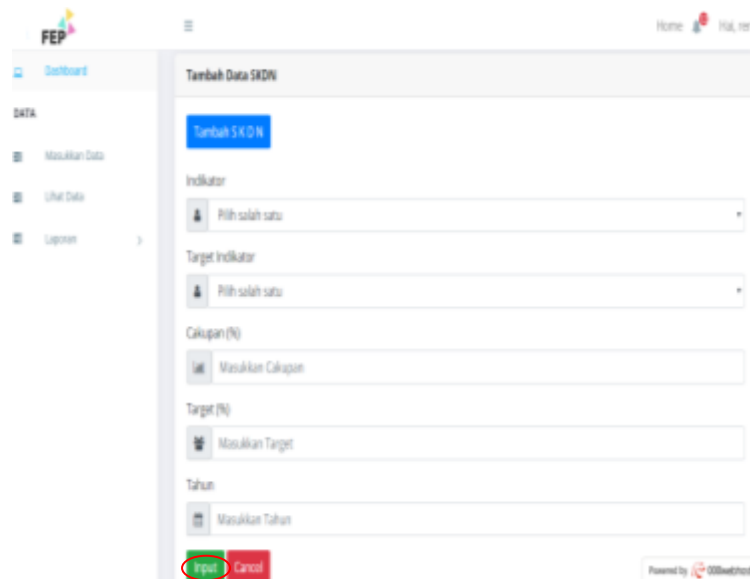 FEP
Home
Hai,
Dashboard
DATA
Masukkan Data
Lihat Data
Laporan
Tambah Data SKDN
Tambah S K D N
Indikator
Pilih salah satu
Target Indikator
Pilih salah satu
Cakupan (%)
Masukkan Cakupan
Target (%)
Masukkan Target
Tahun
Masukkan Tahun
Input Cancel
Powered by